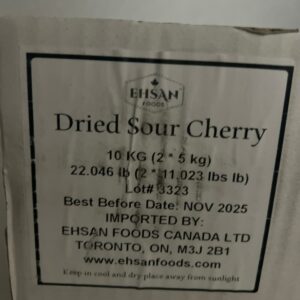 EHSAN
FOODS
Dried Sour Cherry
10 KG (2 * 5 kg)
22.046 lb (2 * 11.023 lbs lb)
Lot# 3323
Best Before Date: NOV 2025
IMPORTED BY:
EHSAN FOODS CANADA LTD
TORONTO, ON, M3J 2B1
www.ehsanfoods.com
Keep in cool and dry place away from sunlight